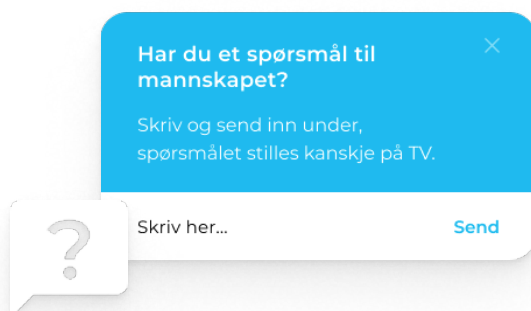 Har du et spørsmål til
mannskapet?
Skriv og send inn under,
spørsmålet stilles kanskje på TV.
Skriv her...
Send
?